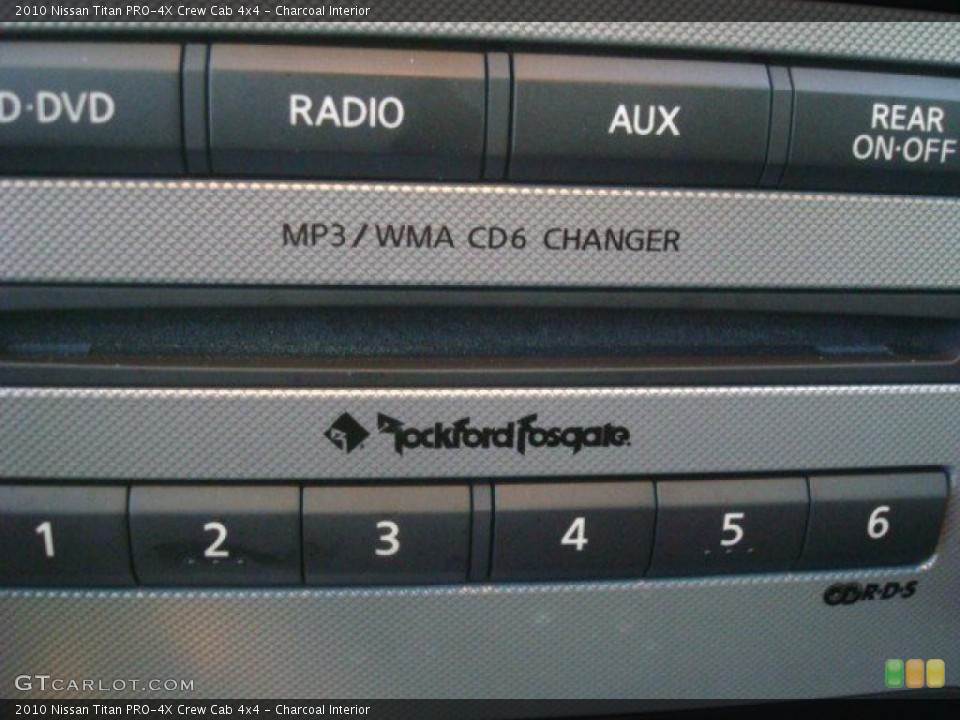 2010 Nissan Titan PRO-4X Crew Cab 4x4 - Charcoal Interior
D·DVD RADIO AUX REAR
ON·OFF
MP3/WMA CD6 CHANGER
Rockford Fosgate.
1 2 3 4 5 6
R·D·S
GTCARLOT.COM
2010 Nissan Titan PRO-4X Crew Cab 4x4 - Charcoal Interior